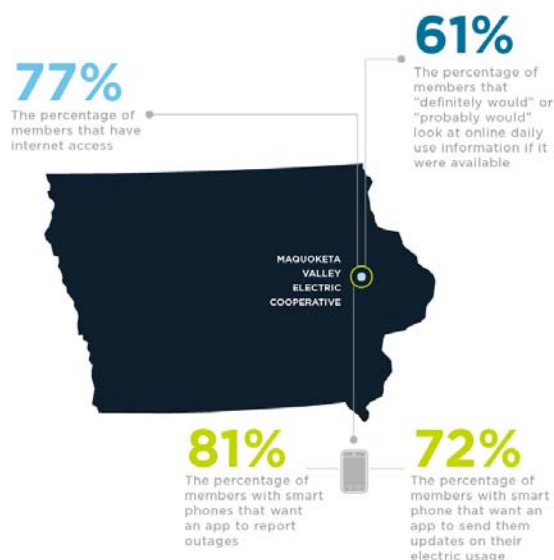 77%
The percentage of
members that have
internet access
61%
The percentage of
members that
"definitely would" or
"probably would"
look at online daily
use information if it
were available
MAQUOKETA
VALLEY
ELECTRIC
COOPERATIVE
81%
The percentage of
members with smart
phones that want
an app to report
outages
72%
The percentage of
members with smart
phone that want an
app to send them
updates on their
electric usage